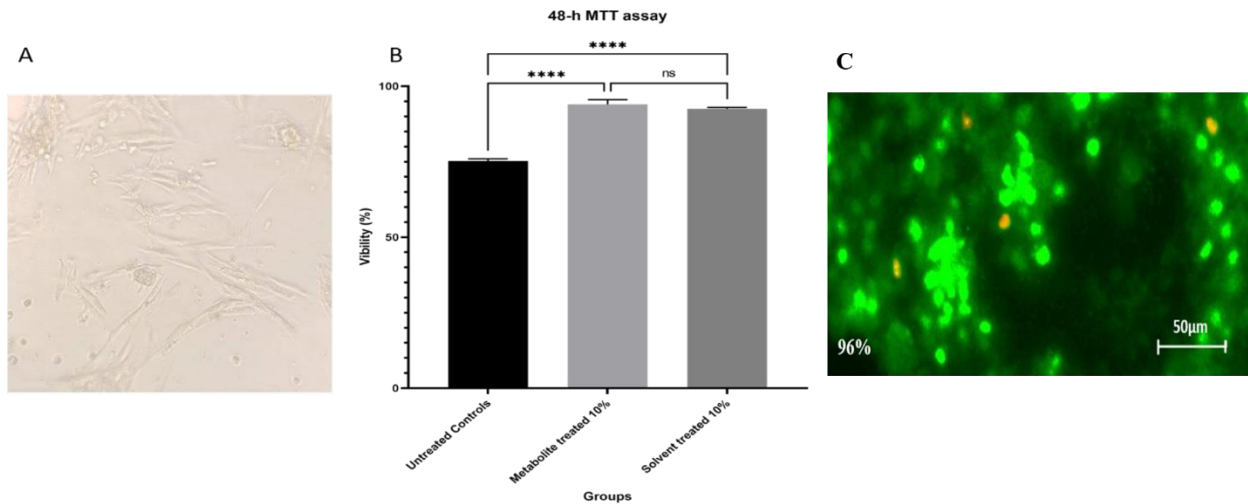 48-h MTT assay
A
B
C
****
****
ns
100
50
0
Vibility (%)
Untreated Controls
Metabolite treated 10%
Solvent treated 10%
Groups
96%
50μm